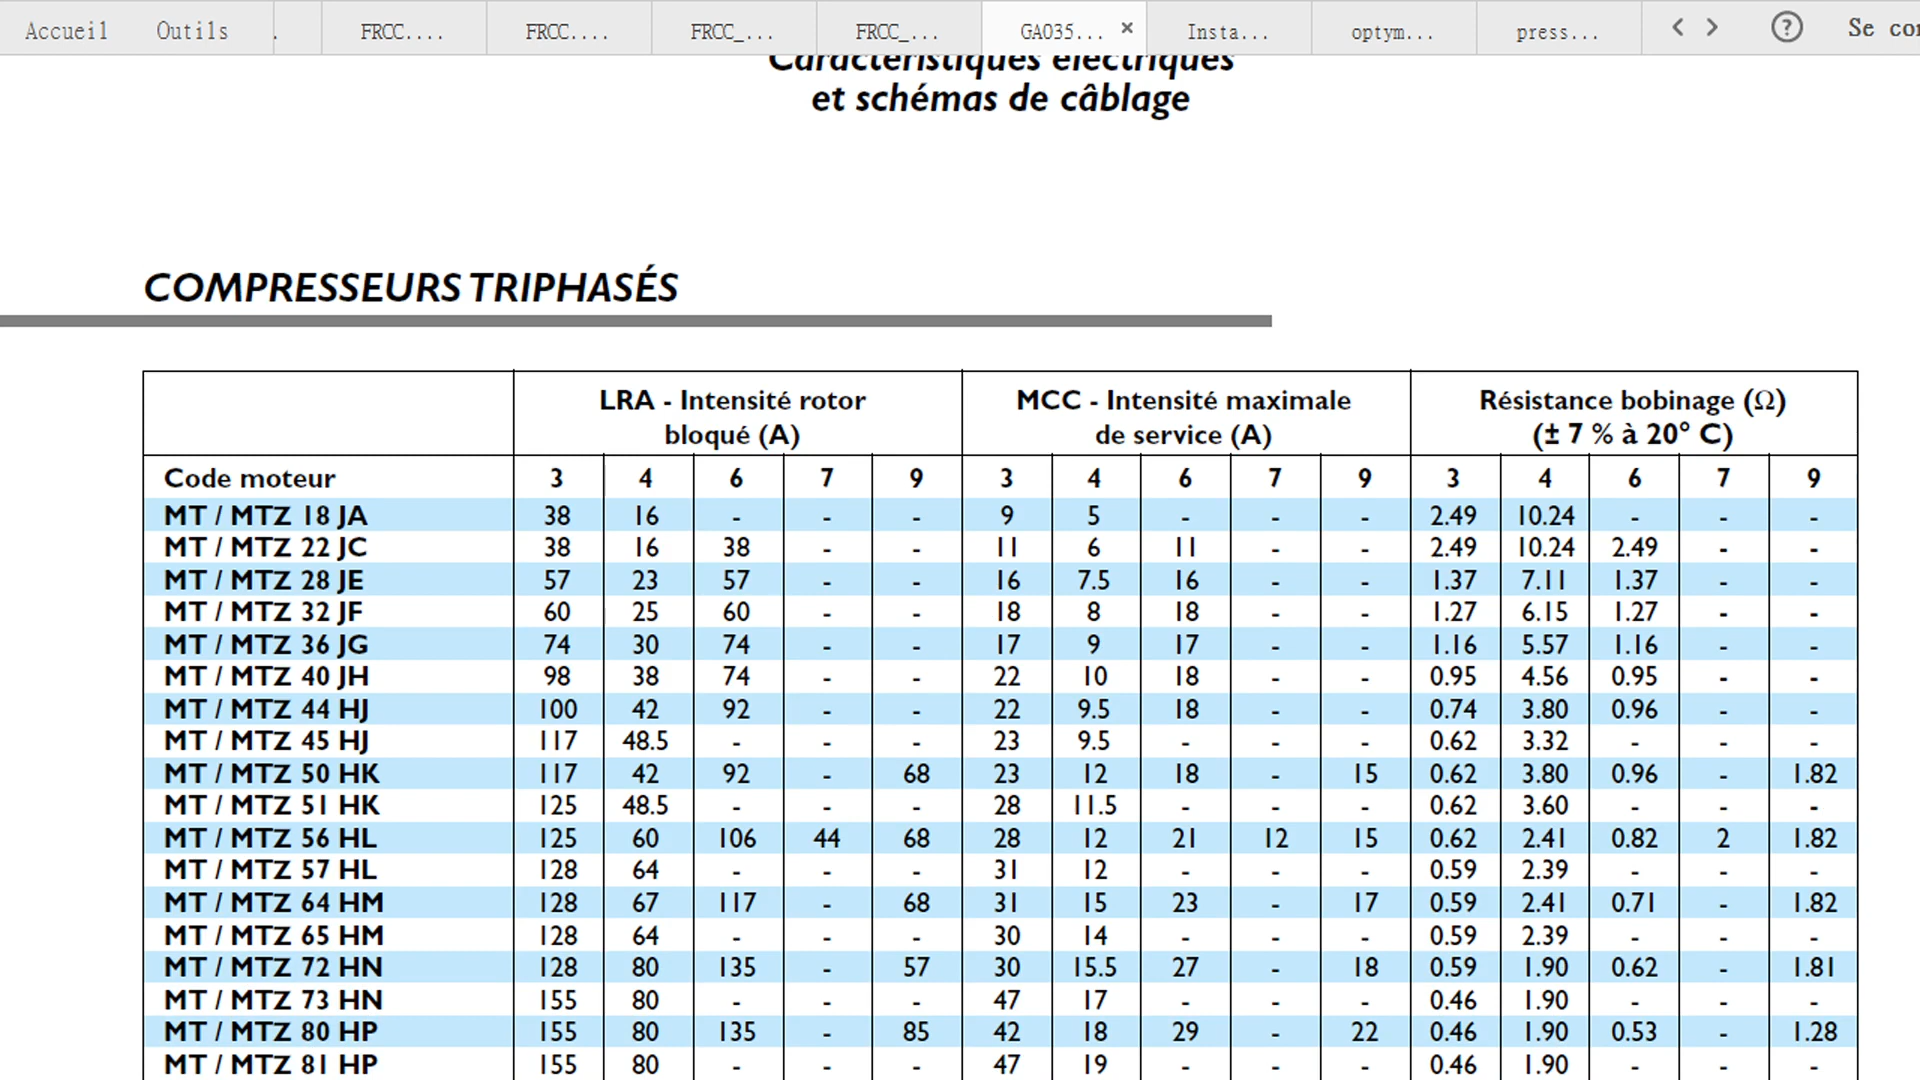 Accueil Outils . FRCC.... FRCC.... FRCC_... FRCC_... GA035... × Insta... optym... press... < > ? Se cor
Caractéristiques électriques
et schémas de câblage
COMPRESSEURS TRIPHASÉS
LRA - Intensité rotor bloqué (A) MCC - Intensité maximale de service (A) Résistance bobinage (Ω) (± 7 % à 20° C)
Code moteur 3 4 6 7 9 3 4 6 7 9 3 4 6 7 9
MT / MTZ 18 JA 38 16 - - - 9 5 - - - 2.49 10.24 - - -
MT / MTZ 22 JC 38 16 38 - - 11 6 11 - - 2.49 10.24 2.49 - -
MT / MTZ 28 JE 57 23 57 - - 16 7.5 16 - - 1.37 7.11 1.37 - -
MT / MTZ 32 JF 60 25 60 - - 18 8 18 - - 1.27 6.15 1.27 - -
MT / MTZ 36 JG 74 30 74 - - 17 9 17 - - 1.16 5.57 1.16 - -
MT / MTZ 40 JH 98 38 74 - - 22 10 18 - - 0.95 4.56 0.95 - -
MT / MTZ 44 HJ 100 42 92 - - 22 9.5 18 - - 0.74 3.80 0.96 - -
MT / MTZ 45 HJ 117 48.5 - - - 23 9.5 - - - 0.62 3.32 - - -
MT / MTZ 50 HK 117 42 92 - 68 23 12 18 - 15 0.62 3.80 0.96 - 1.82
MT / MTZ 51 HK 125 48.5 - - - 28 11.5 - - - 0.62 3.60 - - -
MT / MTZ 56 HL 125 60 106 44 68 28 12 21 12 15 0.62 2.41 0.82 2 1.82
MT / MTZ 57 HL 128 64 - - - 31 12 - - - 0.59 2.39 - - -
MT / MTZ 64 HM 128 67 117 - 68 31 15 23 - 17 0.59 2.41 0.71 - 1.82
MT / MTZ 65 HM 128 64 - - - 30 14 - - - 0.59 2.39 - - -
MT / MTZ 72 HN 128 80 135 - 57 30 15.5 27 - 18 0.59 1.90 0.62 - 1.81
MT / MTZ 73 HN 155 80 - - - 47 17 - - - 0.46 1.90 - - -
MT / MTZ 80 HP 155 80 135 - 85 42 18 29 - 22 0.46 1.90 0.53 - 1.28
MT / MTZ 81 HP 155 80 - - - 47 19 - - - 0.46 1.90 - - -